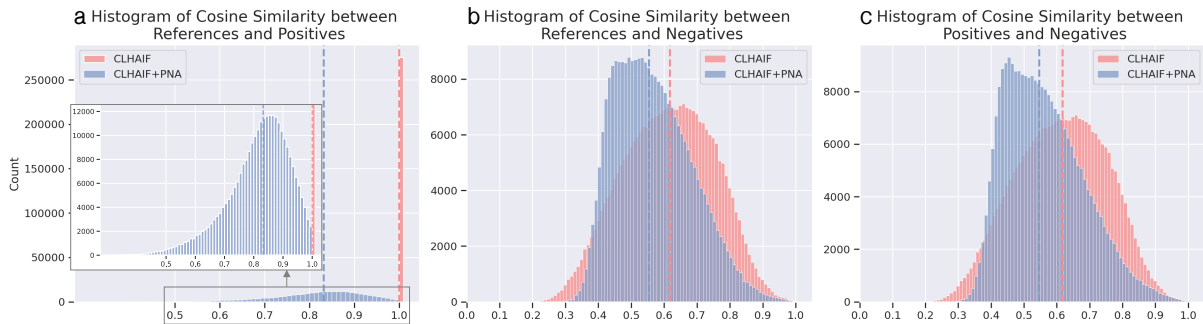 a Histogram of Cosine Similarity between
References and Positives
CLHAIF
CLHAIF+PNA
Count
250000
200000
150000
100000
50000
0
0.5 0.6 0.7 0.8 0.9 1.0
12000
10000
8000
6000
4000
2000
0
0.5 0.6 0.7 0.8 0.9 1.0
b Histogram of Cosine Similarity between
References and Negatives
CLHAIF
CLHAIF+PNA
8000
6000
4000
2000
0
0.0 0.1 0.2 0.3 0.4 0.5 0.6 0.7 0.8 0.9 1.0
c Histogram of Cosine Similarity between
Positives and Negatives
CLHAIF
CLHAIF+PNA
8000
6000
4000
2000
0
0.0 0.1 0.2 0.3 0.4 0.5 0.6 0.7 0.8 0.9 1.0